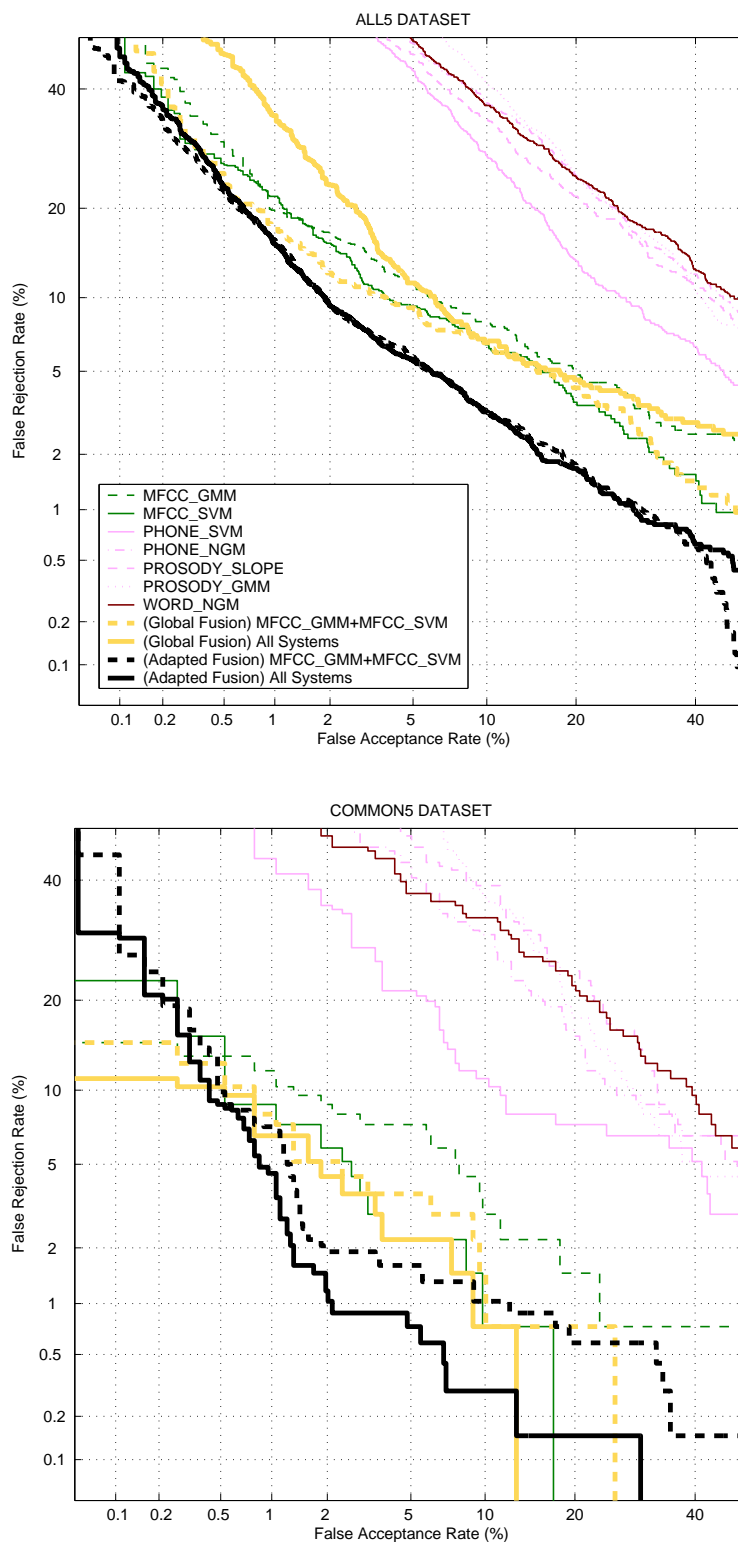 ALL5 DATASET
False Rejection Rate (%)
40
20
10
5
2
1
0.5
0.2
0.1
MFCC_GMM
MFCC_SVM
PHONE_SVM
PHONE_NGM
PROSODY_SLOPE
PROSODY_GMM
WORD_NGM
(Global Fusion) MFCC_GMM+MFCC_SVM
(Global Fusion) All Systems
(Adapted Fusion) MFCC_GMM+MFCC_SVM
(Adapted Fusion) All Systems
0.1 0.2 0.5 1 2 5 10 20 40
False Acceptance Rate (%)
COMMON5 DATASET
False Rejection Rate (%)
40
20
10
5
2
1
0.5
0.2
0.1
0.1 0.2 0.5 1 2 5 10 20 40
False Acceptance Rate (%)